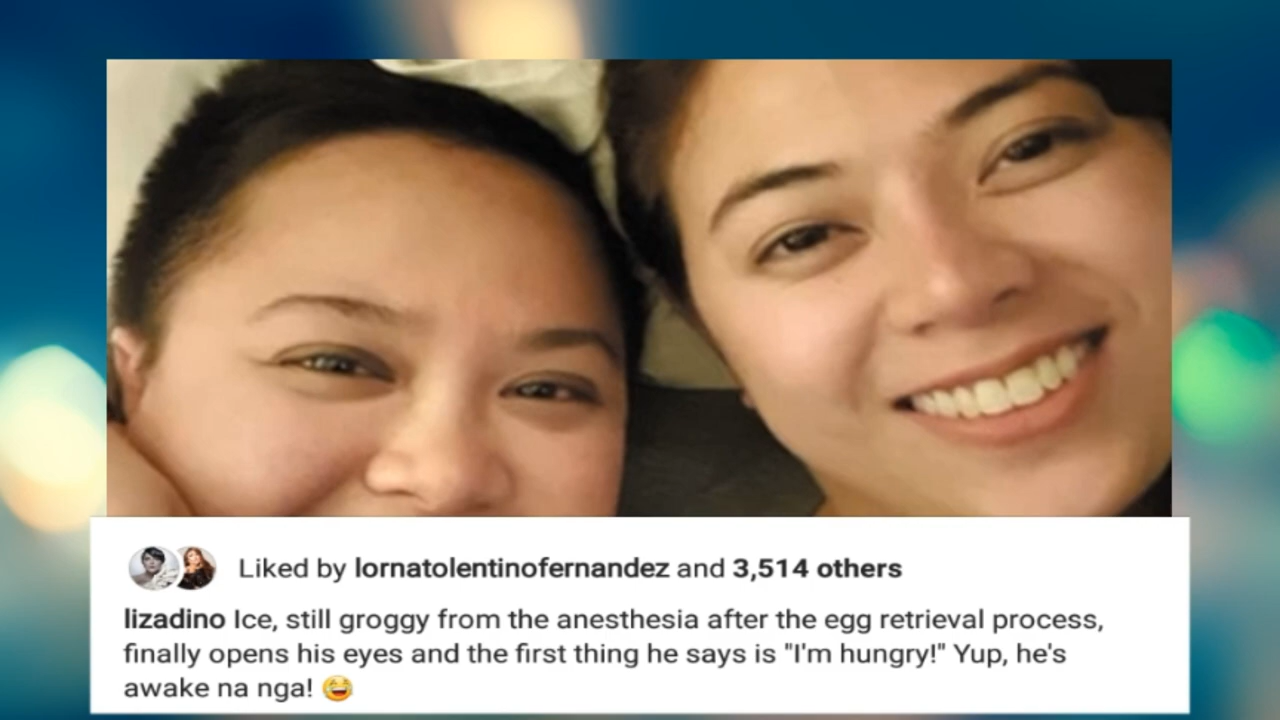 Liked by lornatolentinofernandez and 3,514 others
lizadino Ice, still groggy from the anesthesia after the egg retrieval process,
finally opens his eyes and the first thing he says is "I'm hungry!" Yup, he's
awake na nga! 😂